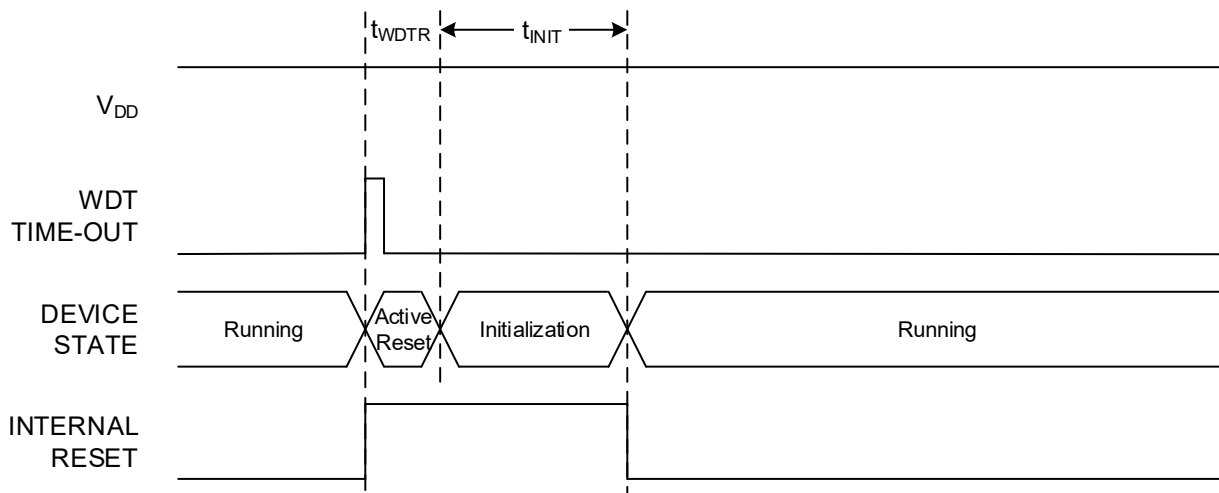 tWDTR
tINIT
VDD
WDT
TIME-OUT
DEVICE
STATE
Running
Active
Reset
Initialization
Running
INTERNAL
RESET